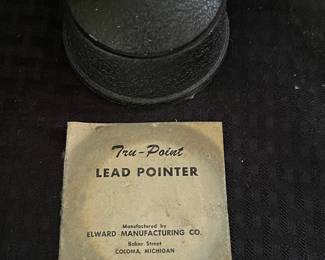 Tru-Point
LEAD POINTER
Manufactured by
ELWARD MANUFACTURING CO.
Baker Street
COLOMA, MICHIGAN